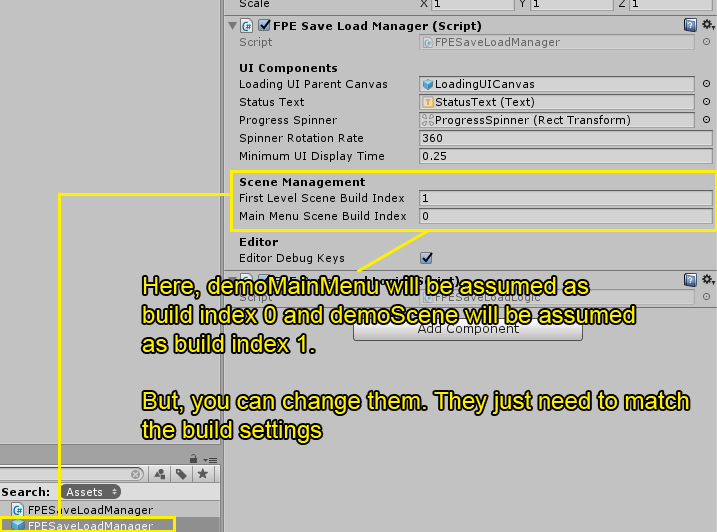 Scale X 1 Y 1 Z 1
FPE Save Load Manager (Script)
Script FPESaveLoadManager
UI Components
Loading UI Parent Canvas LoadingUICanvas
Status Text StatusText (Text)
Progress Spinner ProgressSpinner (Rect Transform)
Spinner Rotation Rate 360
Minimum UI Display Time 0.25
Scene Management
First Level Scene Build Index 1
Main Menu Scene Build Index 0
Editor
Editor Debug Keys
Script FPESaveLoadLogic
Add Component
Here, demoMainMenu will be assumed as
build index 0 and demoScene will be assumed
as build index 1.
But, you can change them. They just need to match
the build settings
Search: Assets
FPESaveLoadManager
FPESaveLoadManager